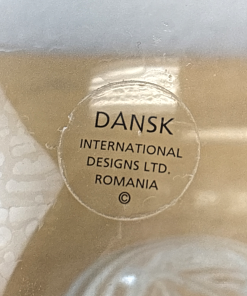 DANSK
INTERNATIONAL
DESIGNS LTD.
ROMANIA
©